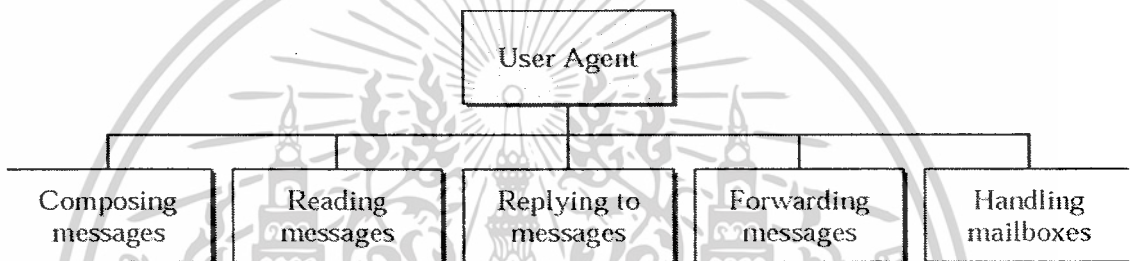 User Agent
Composing
messages
Reading
messages
Replying to
messages
Forwarding
messages
Handling
mailboxes